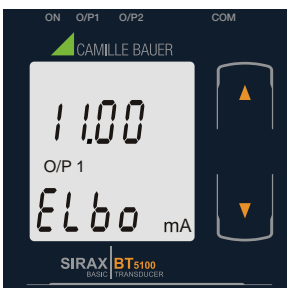 ON O/P1 O/P2 COM
CAMILLE BAUER
11.00
O/P 1
ELbo mA
SIRAX BT5100
BASIC TRANSDUCER